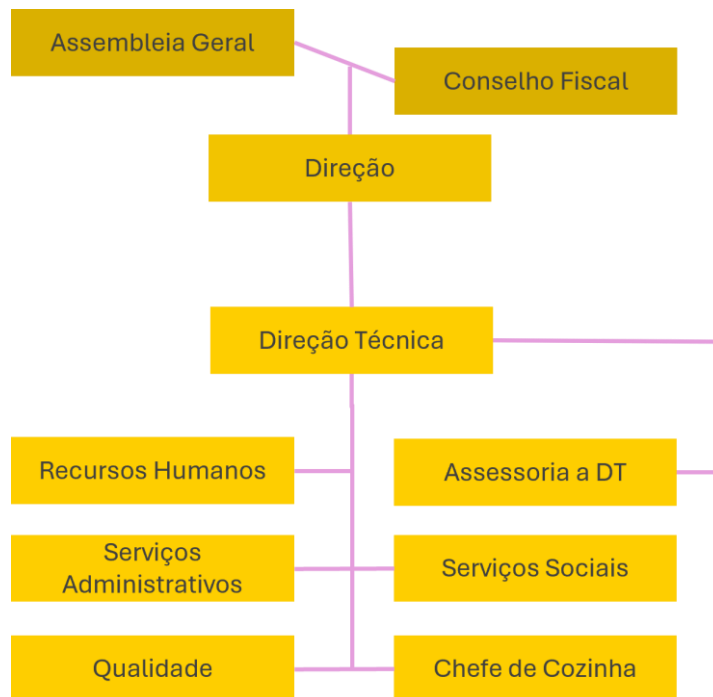 Assembleia Geral
Conselho Fiscal
Direção
Direção Técnica
Recursos Humanos
Assessoria a DT
Serviços
Administrativos
Serviços Sociais
Qualidade
Chefe de Cozinha